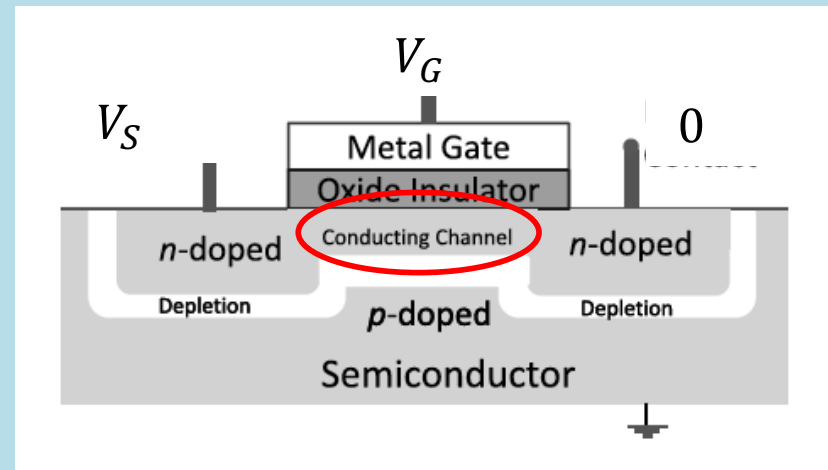 V_G
V_S
0
Metal Gate
Oxide Insulator
Conducting Channel
n-doped
n-doped
Depletion
p-doped
Depletion
Semiconductor